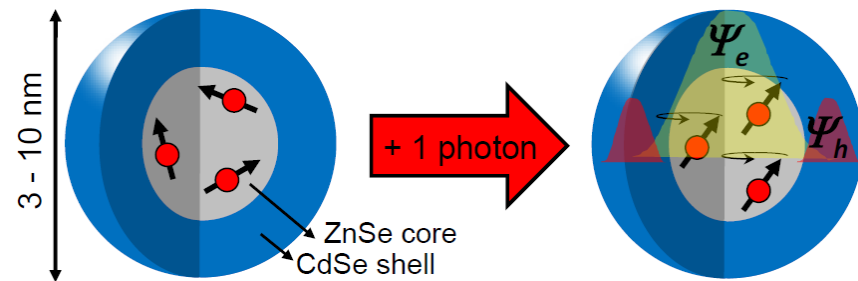 3 - 10 nm
+ 1 photon
ZnSe core
CdSe shell
Ψe
Ψh